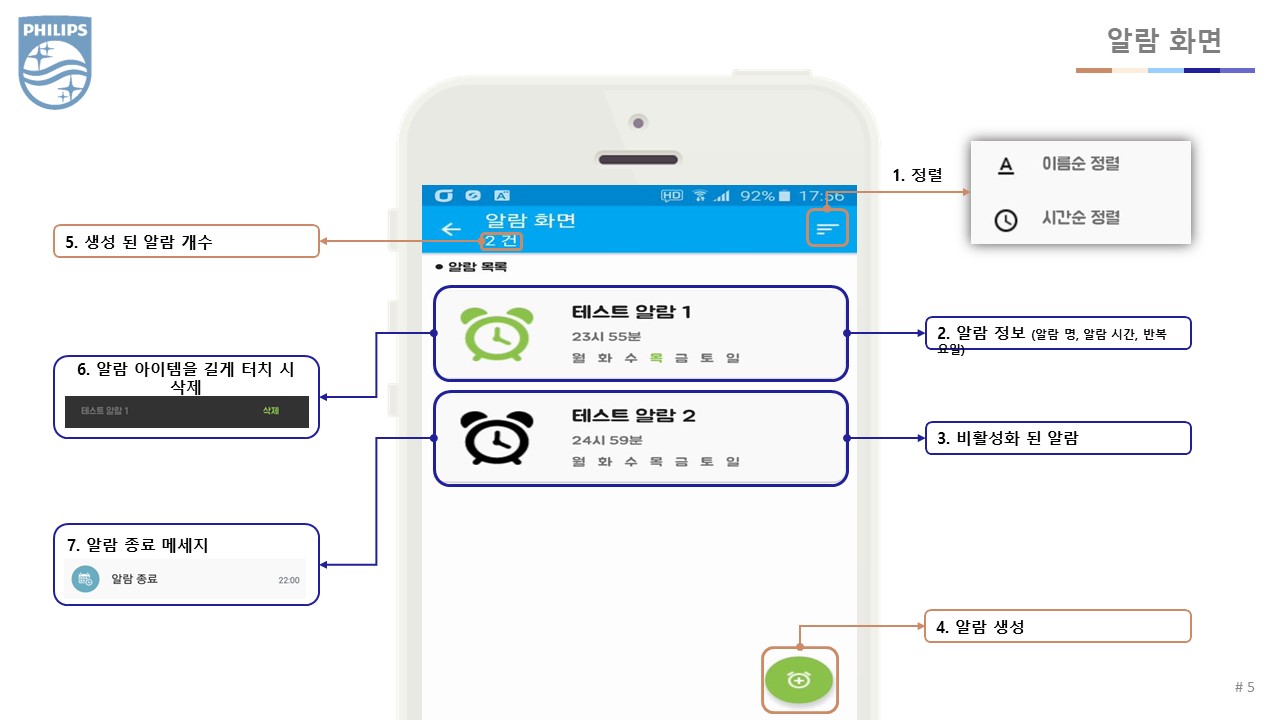 PHILIPS
알람 화면
HD 92% 17:56
알람 화면
2 건
• 알람 목록
테스트 알람 1
23시 55분
월 화 수 목 금 토 일
테스트 알람 2
24시 59분
월 화 수 목 금 토 일
1. 정렬
이름순 정렬
시간순 정렬
2. 알람 정보 (알람 명, 알람 시간, 반복
요일)
3. 비활성화 된 알람
4. 알람 생성
5. 생성 된 알람 개수
6. 알람 아이템을 길게 터치 시
삭제
테스트 알람 1 삭제
7. 알람 종료 메세지
알람 종료 22:00
# 5